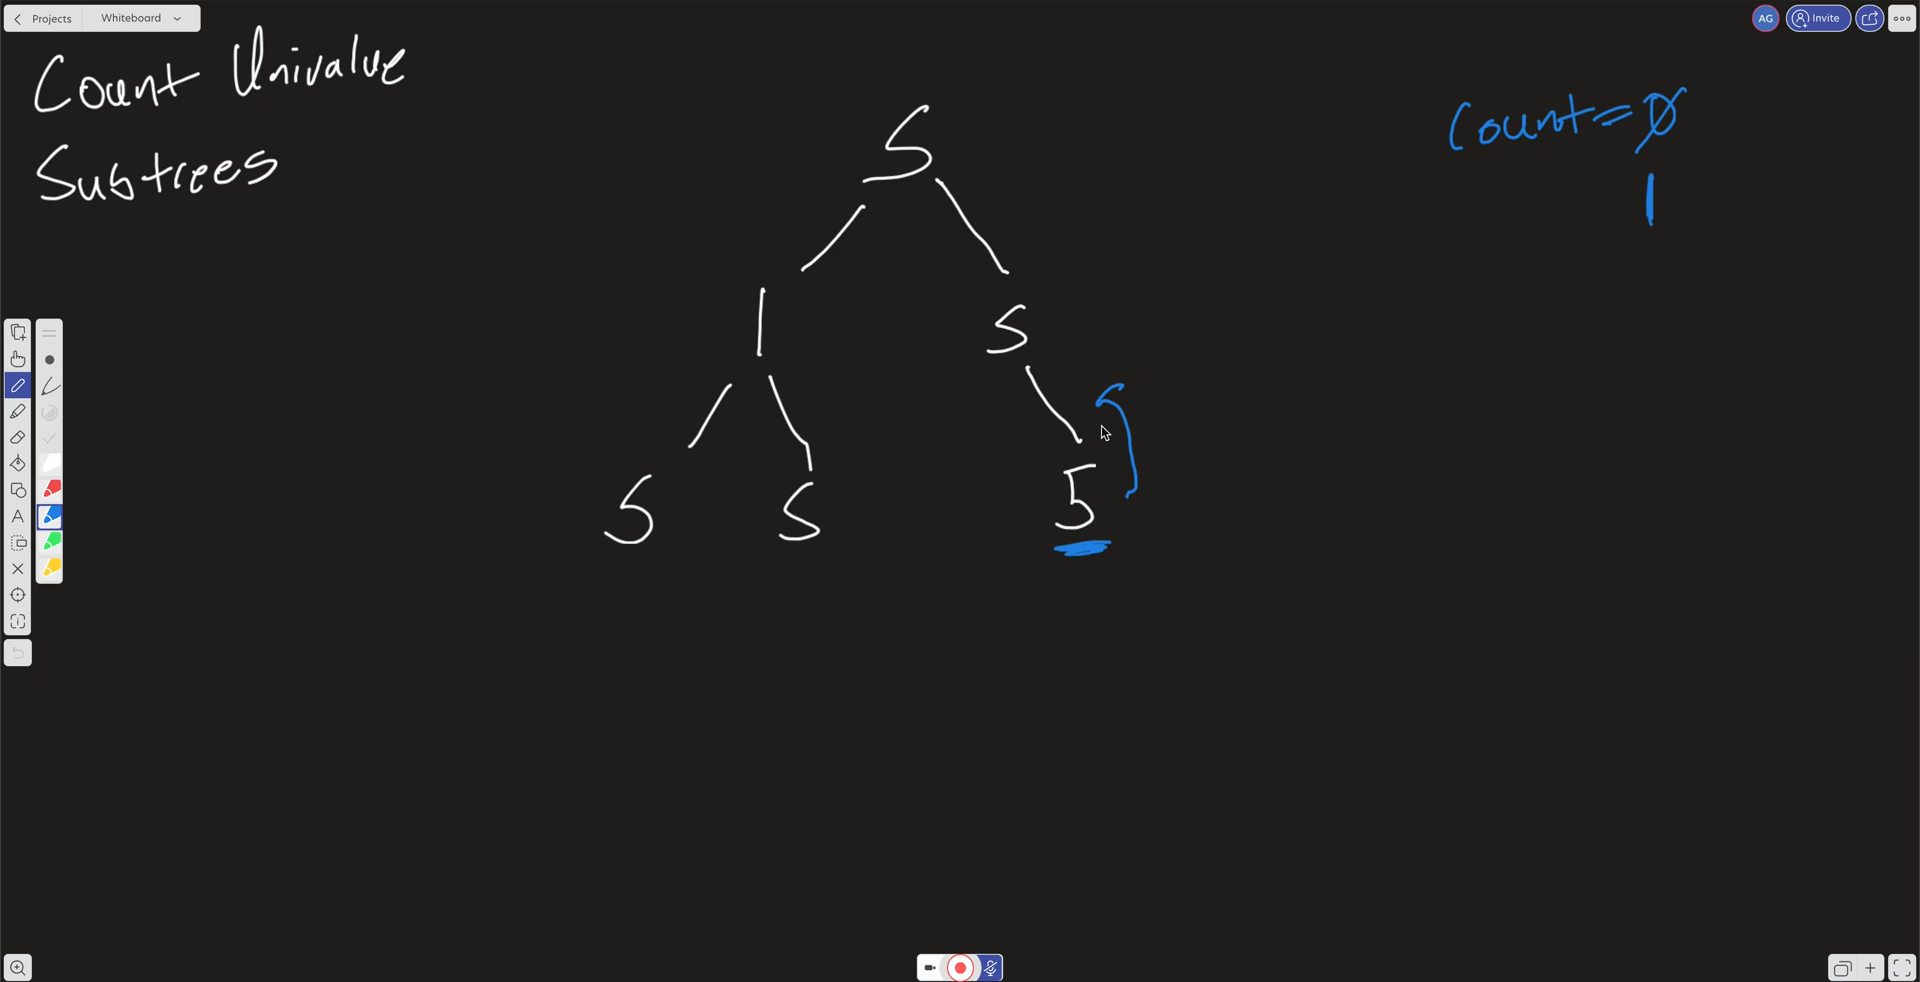 Projects Whiteboard
AG Invite
Count Univalue
Subtrees
Count=0
1
5
1 5
5 5 5
A